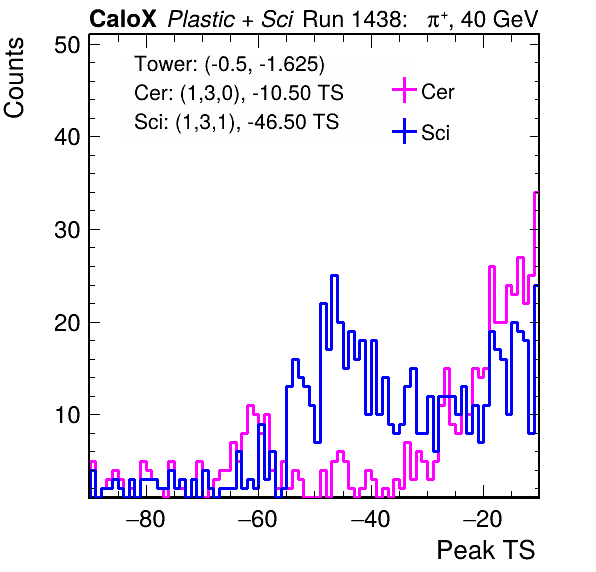 CaloX Plastic + Sci Run 1438: π⁺, 40 GeV
Tower: (-0.5, -1.625)
Cer: (1,3,0), -10.50 TS
Sci: (1,3,1), -46.50 TS
Cer
Sci
Counts
50
40
30
20
10
−80 −60 −40 −20
Peak TS